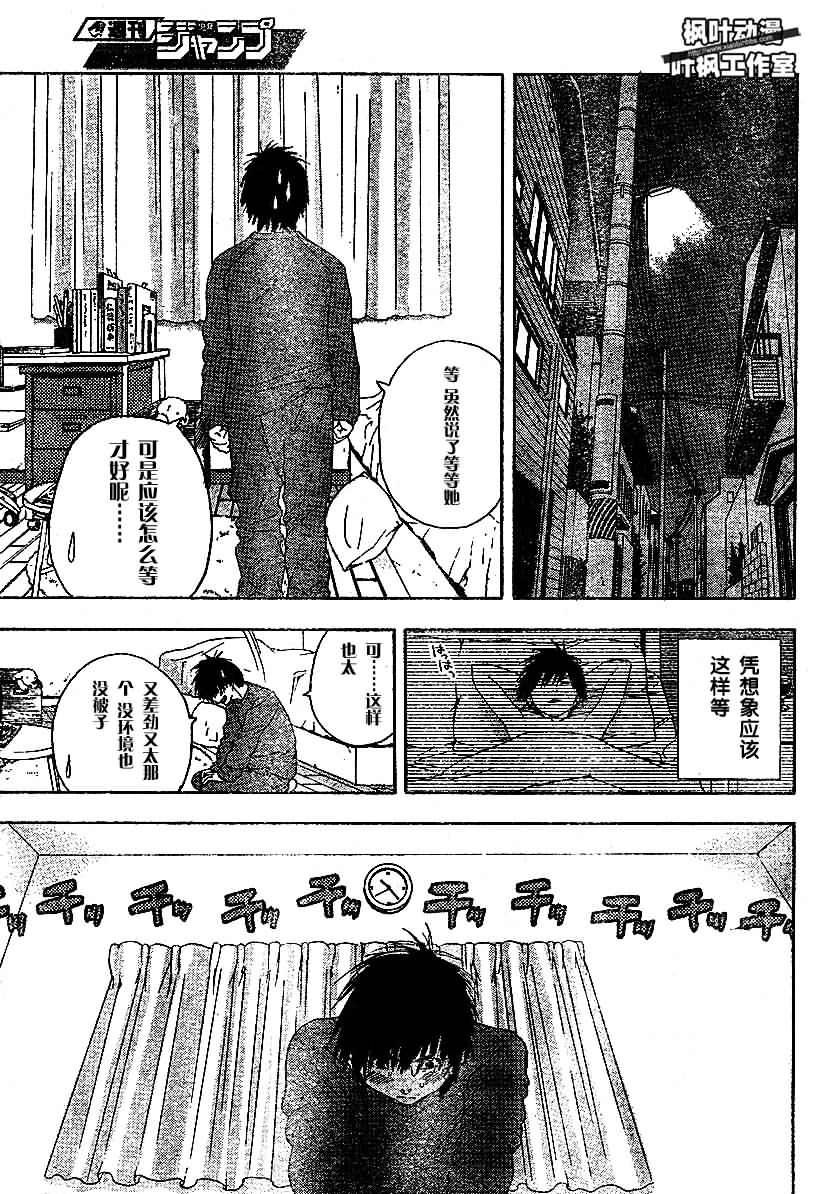 週刊
ジャンプ
枫叶动漫
叶枫工作室
等 虽然说了等等她
可是应该怎么等
才好呢……
凭想象应该
这样等
はっはっ
可……这样
也太
又差劲又太那
个 没环境也
没被子
チッ チッ チッ チッ チッ チッ チッ チッ チッ チッ